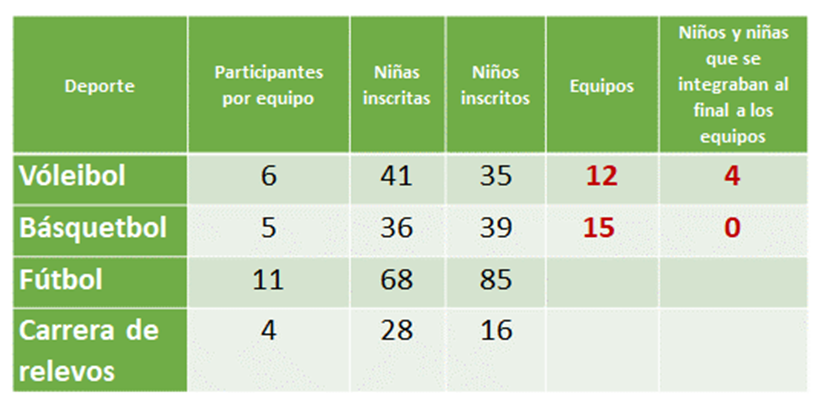 Deporte
Participantes
por equipo
Niñas
inscritas
Niños
inscritos
Equipos
Niños y niñas
que se
integraban al
final a los
equipos
Vóleibol 6 41 35 12 4
Básquetbol 5 36 39 15 0
Fútbol 11 68 85
Carrera de
relevos
4 28 16